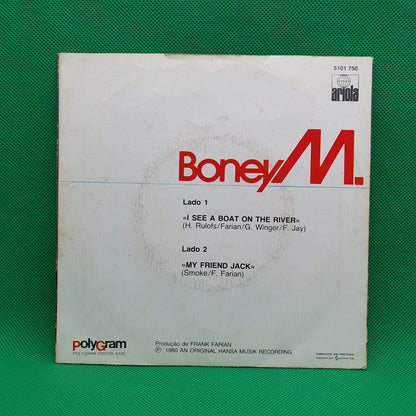 5101 750
ariola
Boney M.
Lado 1
«I SEE A BOAT ON THE RIVER»
(H. Rulofs/Farian/G. Winger/F. Jay)
Lado 2
«MY FRIEND JACK»
(Smoke/F. Farian)
PolyGram
POLYGRAM DISCOS SARL
Produção de FRANK FARIAN
Ⓟ 1980 AN ORIGINAL HANSA MUSIK RECORDING
FABRICADO EM PORTUGAL